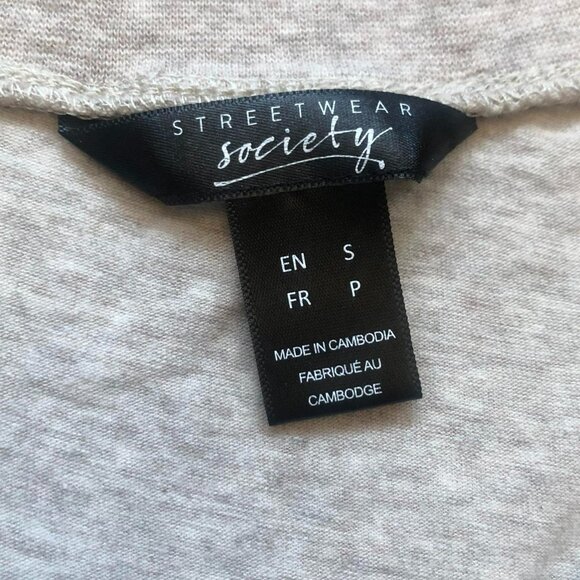 STREETWEAR
society
EN S
FR P
MADE IN CAMBODIA
FABRIQUÉ AU
CAMBODGE